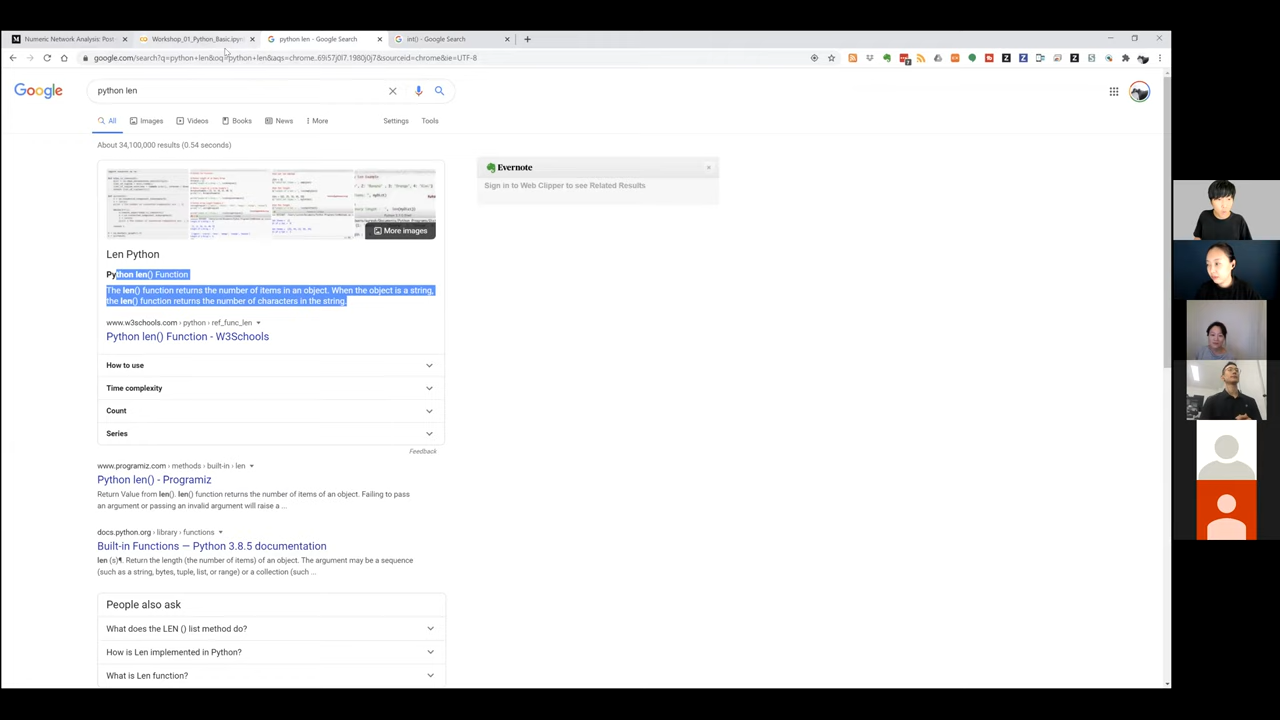 Numeric Network Analysis: Post
Workshop_01_Python_Basic.ipyn
python len - Google Search
int() - Google Search
google.com/search?q=python+len&oq=python+len&aqs=chrome..69i57j0l7.1980j0j7&sourceid=chrome&ie=UTF-8
Google
python len
All
Images
Videos
Books
News
More
Settings
Tools
About 34,100,000 results (0.54 seconds)
Evernote
Sign in to Web Clipper to see Related Results
More images
Len Python
Python len() Function
The len() function returns the number of items in an object. When the object is a string,
the len() function returns the number of characters in the string.
www.w3schools.com › python › ref_func_len
Python len() Function - W3Schools
How to use
Time complexity
Count
Series
Feedback
www.programiz.com › methods › built-in › len
Python len() - Programiz
Return Value from len(). len() function returns the number of items of an object. Failing to pass
an argument or passing an invalid argument will raise a ...
docs.python.org › library › functions
Built-in Functions — Python 3.8.5 documentation
len (s)¶. Return the length (the number of items) of an object. The argument may be a sequence
(such as a string, bytes, tuple, list, or range) or a collection (such ...
People also ask
What does the LEN () list method do?
How is Len implemented in Python?
What is Len function?